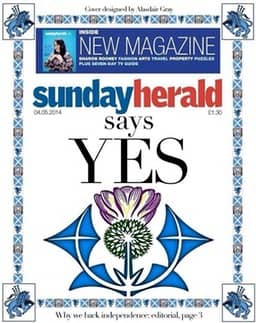 Cover designed by Alasdair Gray
INSIDE
NEW MAGAZINE
SHARON ROONEY FASHION ARTS TRAVEL PROPERTY PUZZLES
PLUS SEVEN-DAY TV GUIDE
sundayherald
04.05.2014
£1.30
says
YES
Why we back independence: editorial, page 3